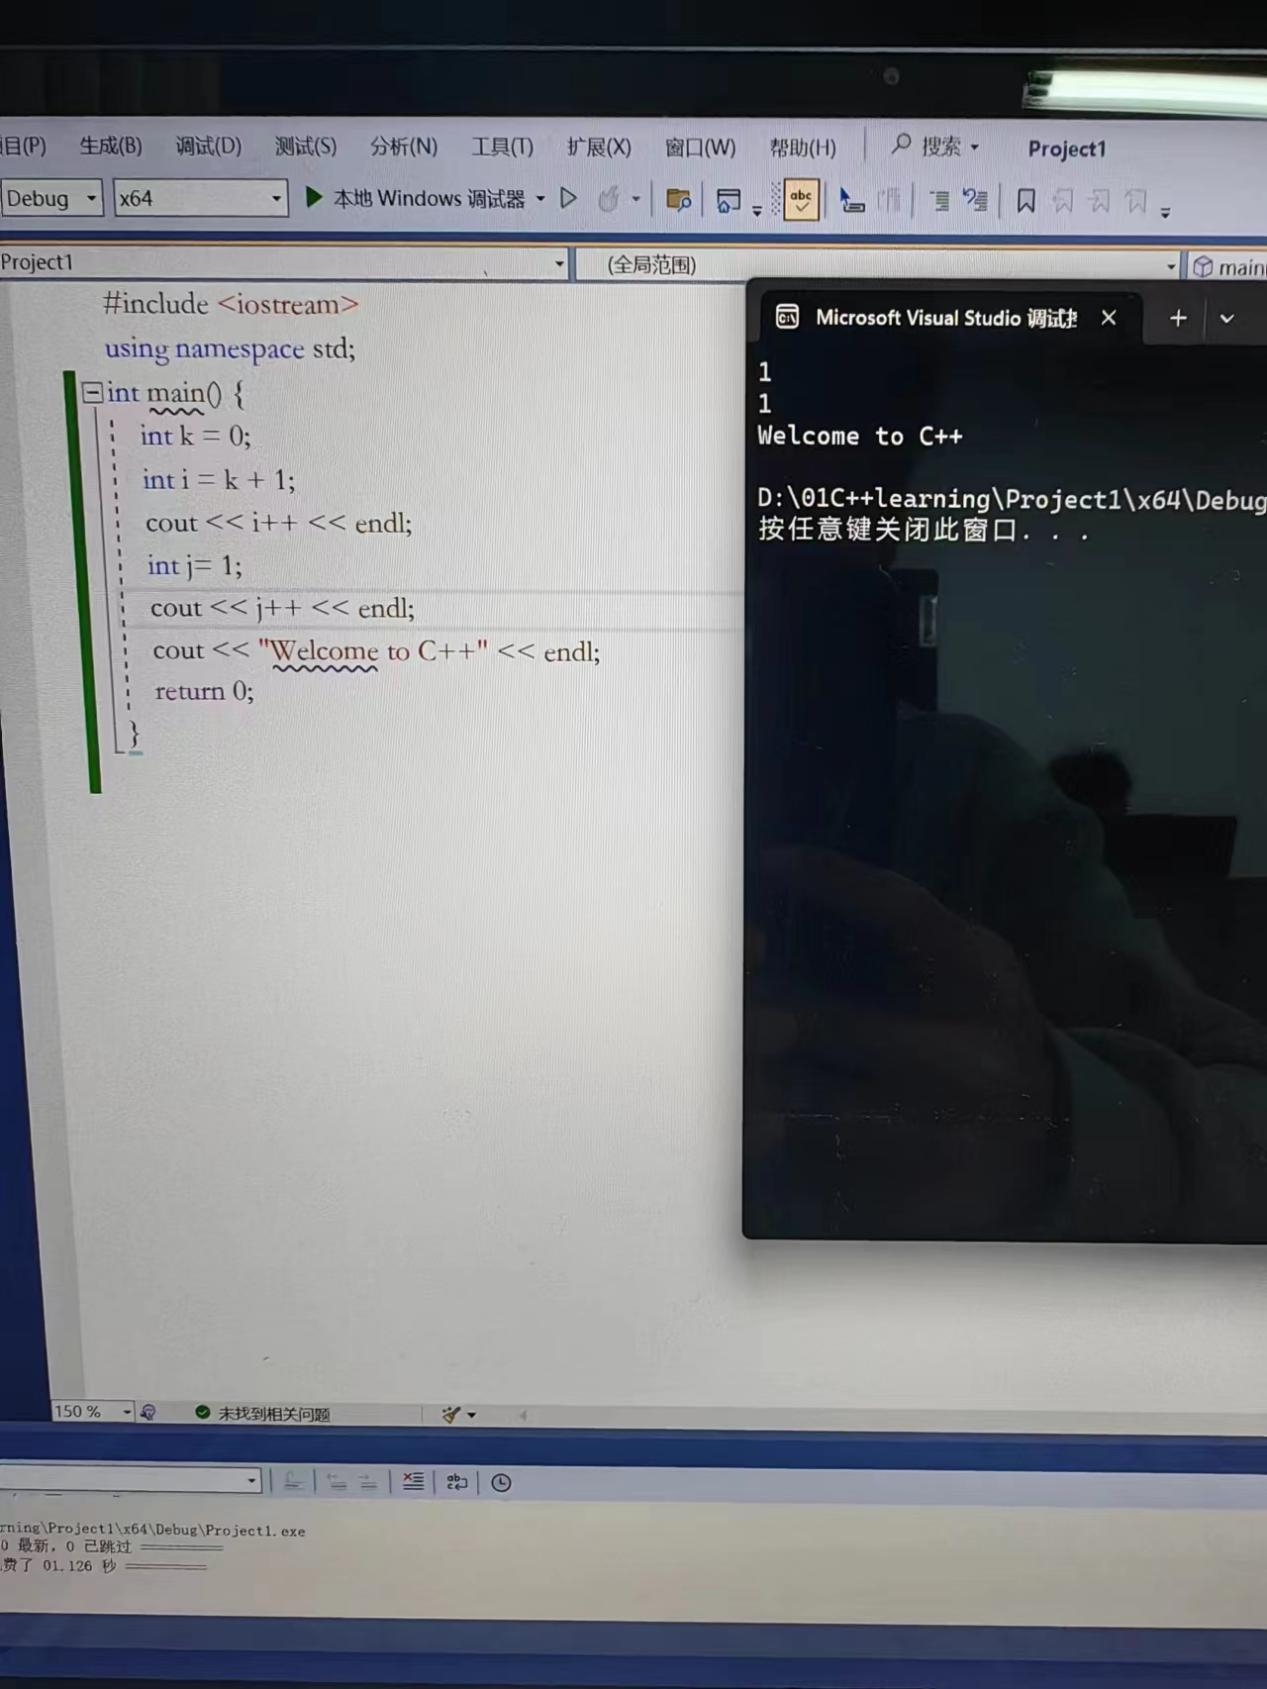 目(P) 生成(B) 调试(D) 测试(S) 分析(N) 工具(T) 扩展(X) 窗口(W) 帮助(H) 搜索 Project1
Debug x64 本地 Windows 调试器 abc
Project1 (全局范围) main
#include <iostream>
using namespace std;
int main() {
int k = 0;
int i = k + 1;
cout << i++ << endl;
int j= 1;
cout << j++ << endl;
cout << "Welcome to C++" << endl;
return 0;
}
C:\ Microsoft Visual Studio 调试
1
1
Welcome to C++
D:\01C++learning\Project1\x64\Debug
按任意键关闭此窗口. . .
150 % 未找到相关问题
rning\Project1\x64\Debug\Project1.exe
0 最新，0 已跳过 ==========
费了 01.126 秒 ==========